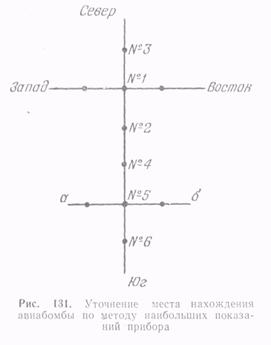 Север
№3
№1
Запад
Восток
№2
№4
№5
а
б
№6
Юг
Рис. 131. Уточнение места нахождения
авиабомбы по методу наибольших показа-
ний прибора